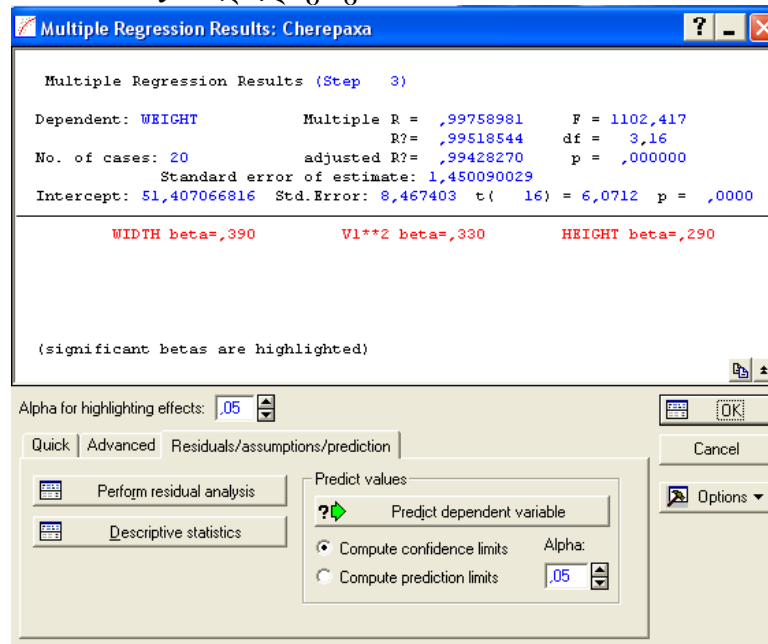 Multiple Regression Results: Cherepaxa
Multiple Regression Results (Step 3)
Dependent: WEIGHT Multiple R = ,99758981 F = 1102,417
R?= ,99518544 df = 3,16
No. of cases: 20 adjusted R?= ,99428270 p = ,000000
Standard error of estimate: 1,450090029
Intercept: 51,407066816 Std.Error: 8,467403 t( 16) = 6,0712 p = ,0000
WIDTH beta=,390 V1**2 beta=,330 HEIGHT beta=,290
(significant betas are highlighted)
Alpha for highlighting effects: ,05
OK
Quick Advanced Residuals/assumptions/prediction
Cancel
Options
Perform residual analysis
Descriptive statistics
Predict values
Predict dependent variable
Compute confidence limits Alpha:
Compute prediction limits ,05